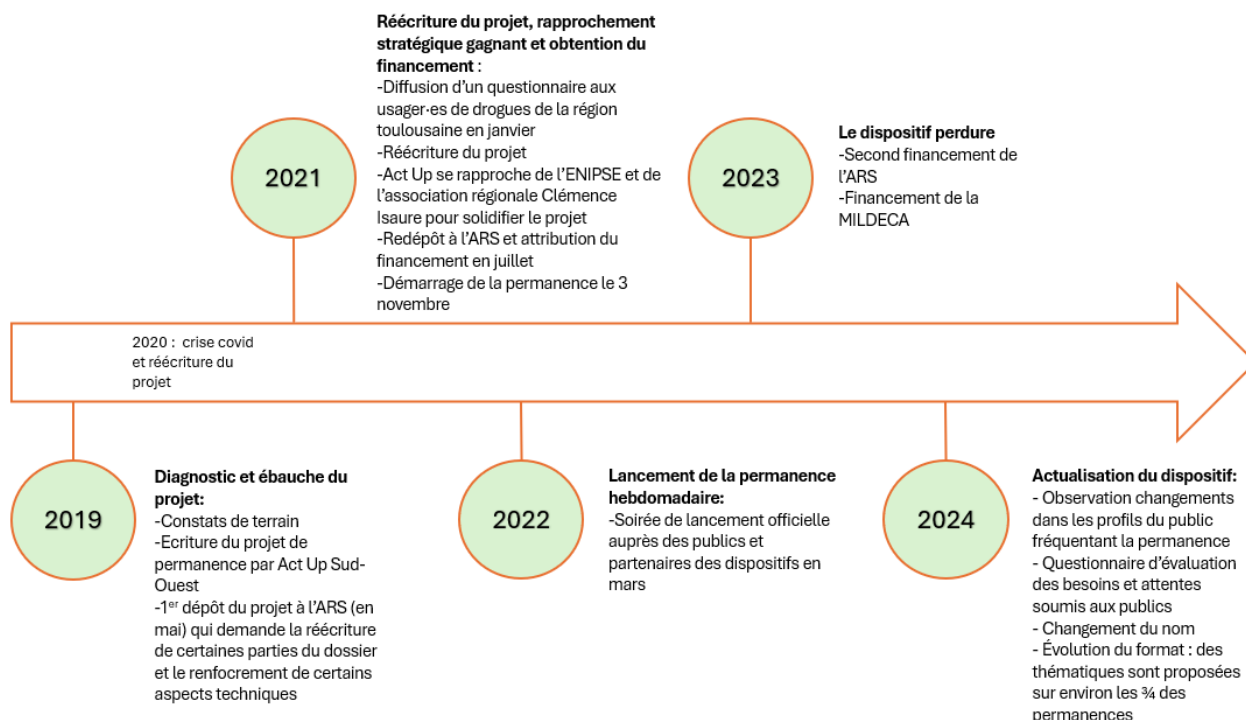 Réécriture du projet, rapprochement
stratégique gagnant et obtention du
financement :
-Diffusion d'un questionnaire aux
usager·es de drogues de la région
toulousaine en janvier
-Réécriture du projet
-Act Up se rapproche de l'ENIPSE et de
l'association régionale Clémence
Isaure pour solidifier le projet
-Redépôt à l'ARS et attribution du
financement en juillet
-Démarrage de la permanence le 3
novembre
2021
2023
Le dispositif perdure
-Second financement de
l'ARS
-Financement de la
MILDECA
2020 : crise covid
et réécriture du
projet
2019
Diagnostic et ébauche du
projet:
-Constats de terrain
-Ecriture du projet de
permanence par Act Up Sud-
Ouest
-1er dépôt du projet à l'ARS (en
mai) qui demande la réécriture
de certaines parties du dossier
et le renfocrement de certains
aspects techniques
2022
Lancement de la permanence
hebdomadaire:
-Soirée de lancement officielle
auprès des publics et
partenaires des dispositifs en
mars
2024
Actualisation du dispositif:
- Observation changements
dans les profils du public
fréquentant la permanence
- Questionnaire d'évaluation
des besoins et attentes
soumis aux publics
- Changement du nom
- Évolution du format : des
thématiques sont proposées
sur environ les ¾ des
permanences